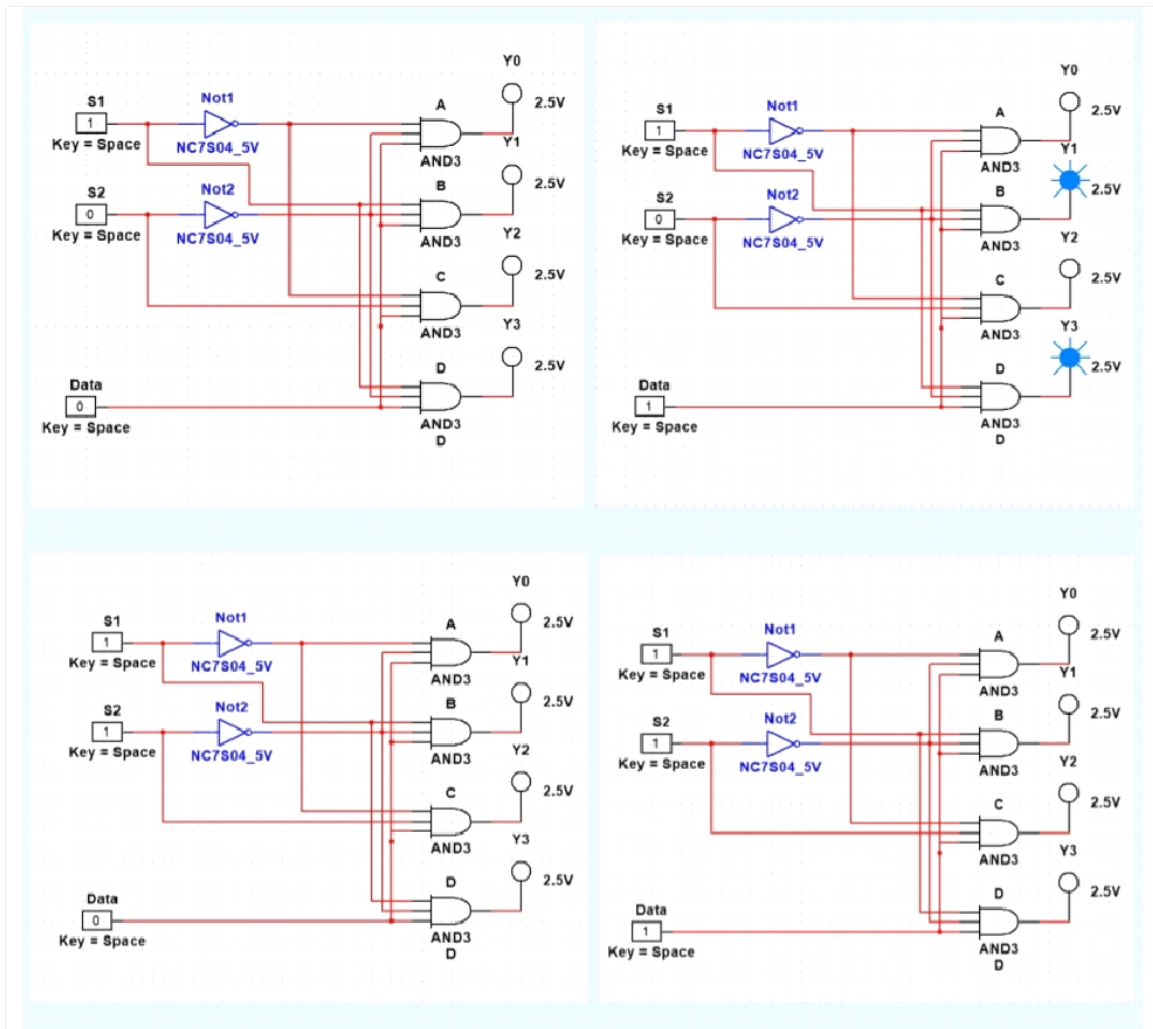 Y0
S1
Not1
A
2.5V
1
Key = Space
NC7S04_5V
AND3
Y1
S2
Not2
B
2.5V
0
Key = Space
NC7S04_5V
AND3
Y2
C
2.5V
AND3
Y3
D
2.5V
Data
0
Key = Space
AND3
D
Y0
S1
Not1
A
2.5V
1
Key = Space
NC7S04_5V
AND3
Y1
S2
Not2
B
2.5V
0
Key = Space
NC7S04_5V
AND3
Y2
C
2.5V
AND3
Y3
D
2.5V
Data
1
Key = Space
AND3
D
Y0
S1
Not1
A
2.5V
1
Key = Space
NC7S04_5V
AND3
Y1
S2
Not2
B
2.5V
1
Key = Space
NC7S04_5V
AND3
Y2
C
2.5V
AND3
Y3
D
2.5V
Data
0
Key = Space
AND3
D
Y0
S1
Not1
A
2.5V
1
Key = Space
NC7S04_5V
AND3
Y1
S2
Not2
B
2.5V
1
Key = Space
NC7S04_5V
AND3
Y2
C
2.5V
AND3
Y3
D
2.5V
Data
1
Key = Space
AND3
D